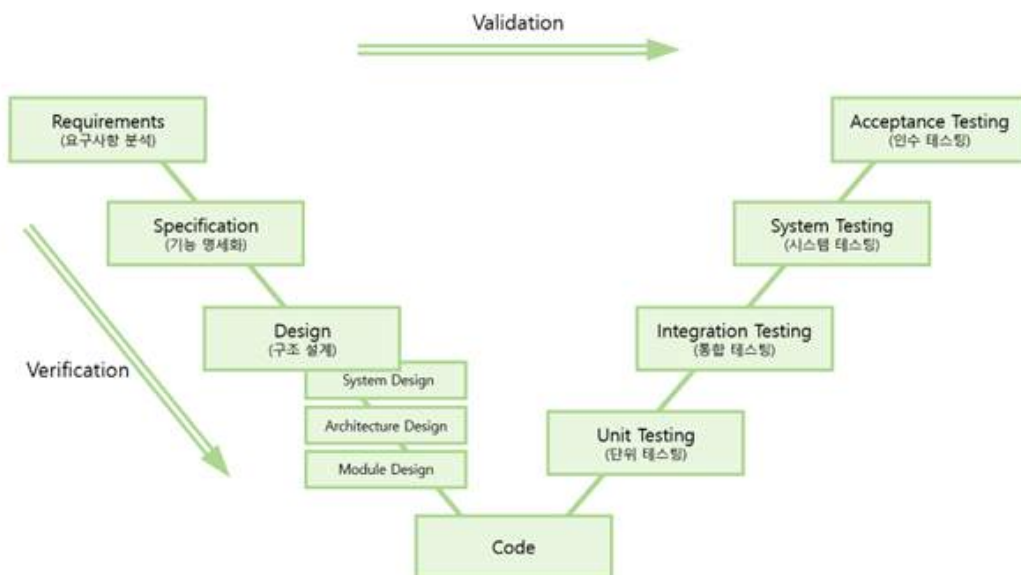 Validation
Requirements
(요구사항 분석)
Acceptance Testing
(인수 테스팅)
Specification
(기능 명세화)
System Testing
(시스템 테스팅)
Design
(구조 설계)
Integration Testing
(통합 테스팅)
Verification
System Design
Architecture Design
Unit Testing
(단위 테스팅)
Module Design
Code